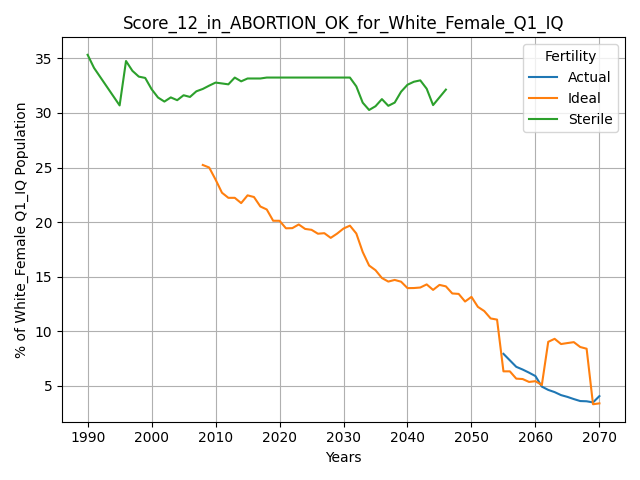 Score_12_in_ABORTION_OK_for_White_Female_Q1_IQ
% of White_Female Q1_IQ Population
35
30
25
20
15
10
5
Fertility
Actual
Ideal
Sterile
1990 2000 2010 2020 2030 2040 2050 2060 2070
Years